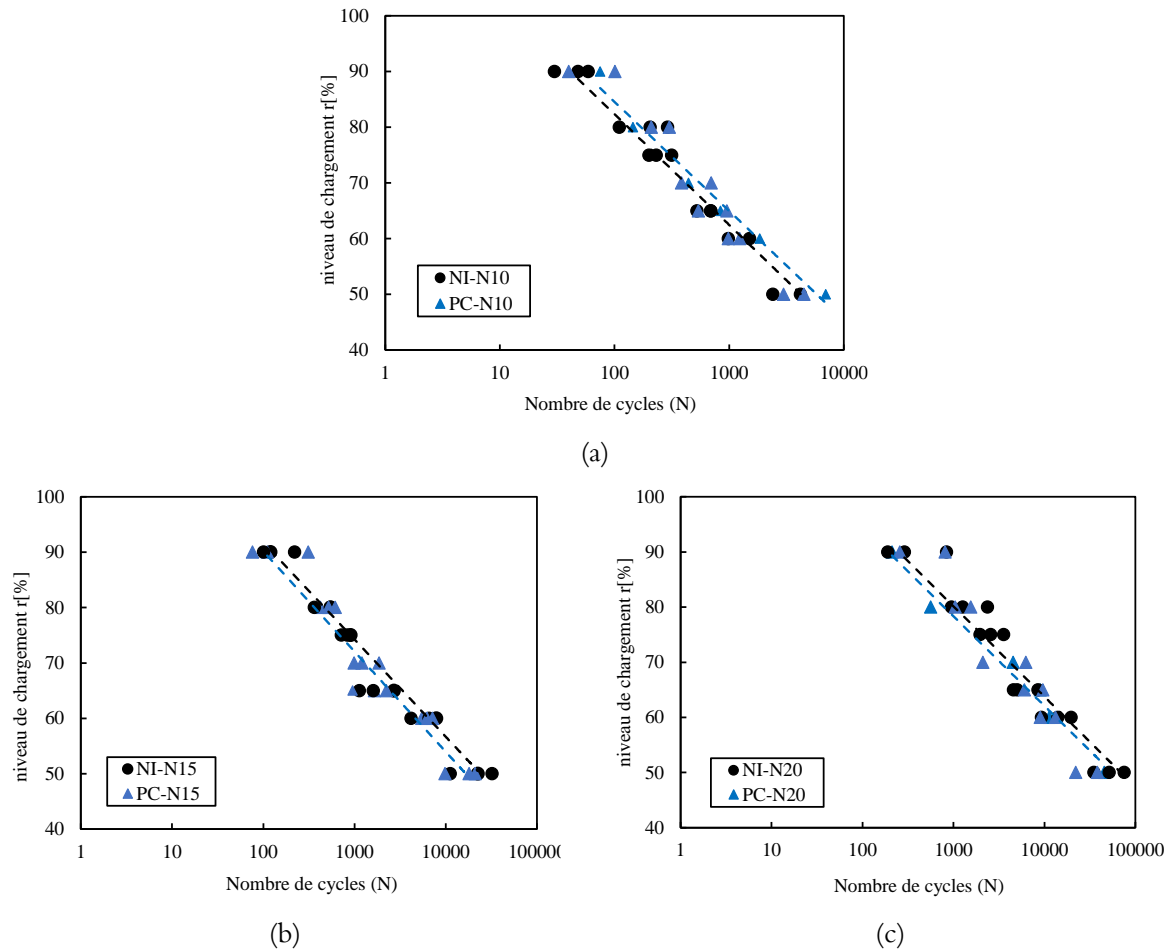 100
90
80
70
60
50
40
niveau de chargement r[%]
NI-N10
PC-N10
1 10 100 1000 10000
Nombre de cycles (N)
(a)
100
90
80
70
60
50
40
niveau de chargement r[%]
NI-N15
PC-N15
1 10 100 1000 10000 100000
Nombre de cycles (N)
(b)
100
90
80
70
60
50
40
niveau de chargement r[%]
NI-N20
PC-N20
1 10 100 1000 10000 100000
Nombre de cycles (N)
(c)